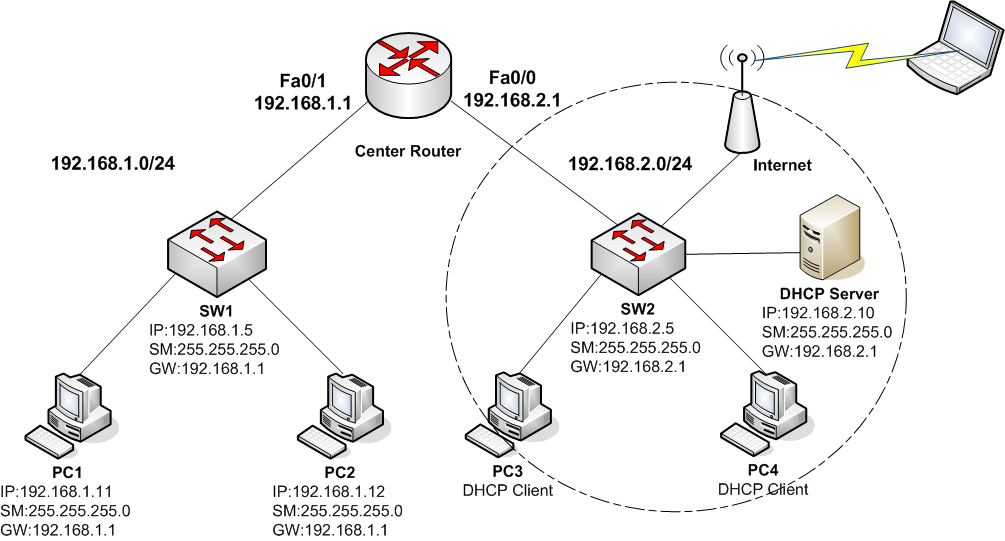 Fa0/1
192.168.1.1
Fa0/0
192.168.2.1
Center Router
192.168.1.0/24
192.168.2.0/24
Internet
SW1
IP:192.168.1.5
SM:255.255.255.0
GW:192.168.1.1
SW2
IP:192.168.2.5
SM:255.255.255.0
GW:192.168.2.1
DHCP Server
IP:192.168.2.10
SM:255.255.255.0
GW:192.168.2.1
PC1
IP:192.168.1.11
SM:255.255.255.0
GW:192.168.1.1
PC2
IP:192.168.1.12
SM:255.255.255.0
GW:192.168.1.1
PC3
DHCP Client
PC4
DHCP Client